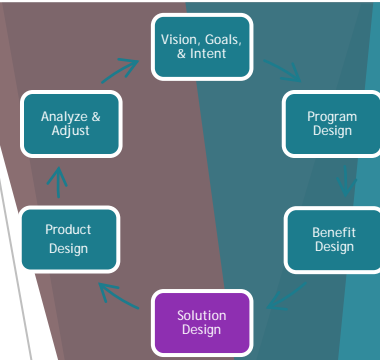 Vision, Goals,
& Intent
Program
Design
Benefit
Design
Solution
Design
Product
Design
Analyze &
Adjust